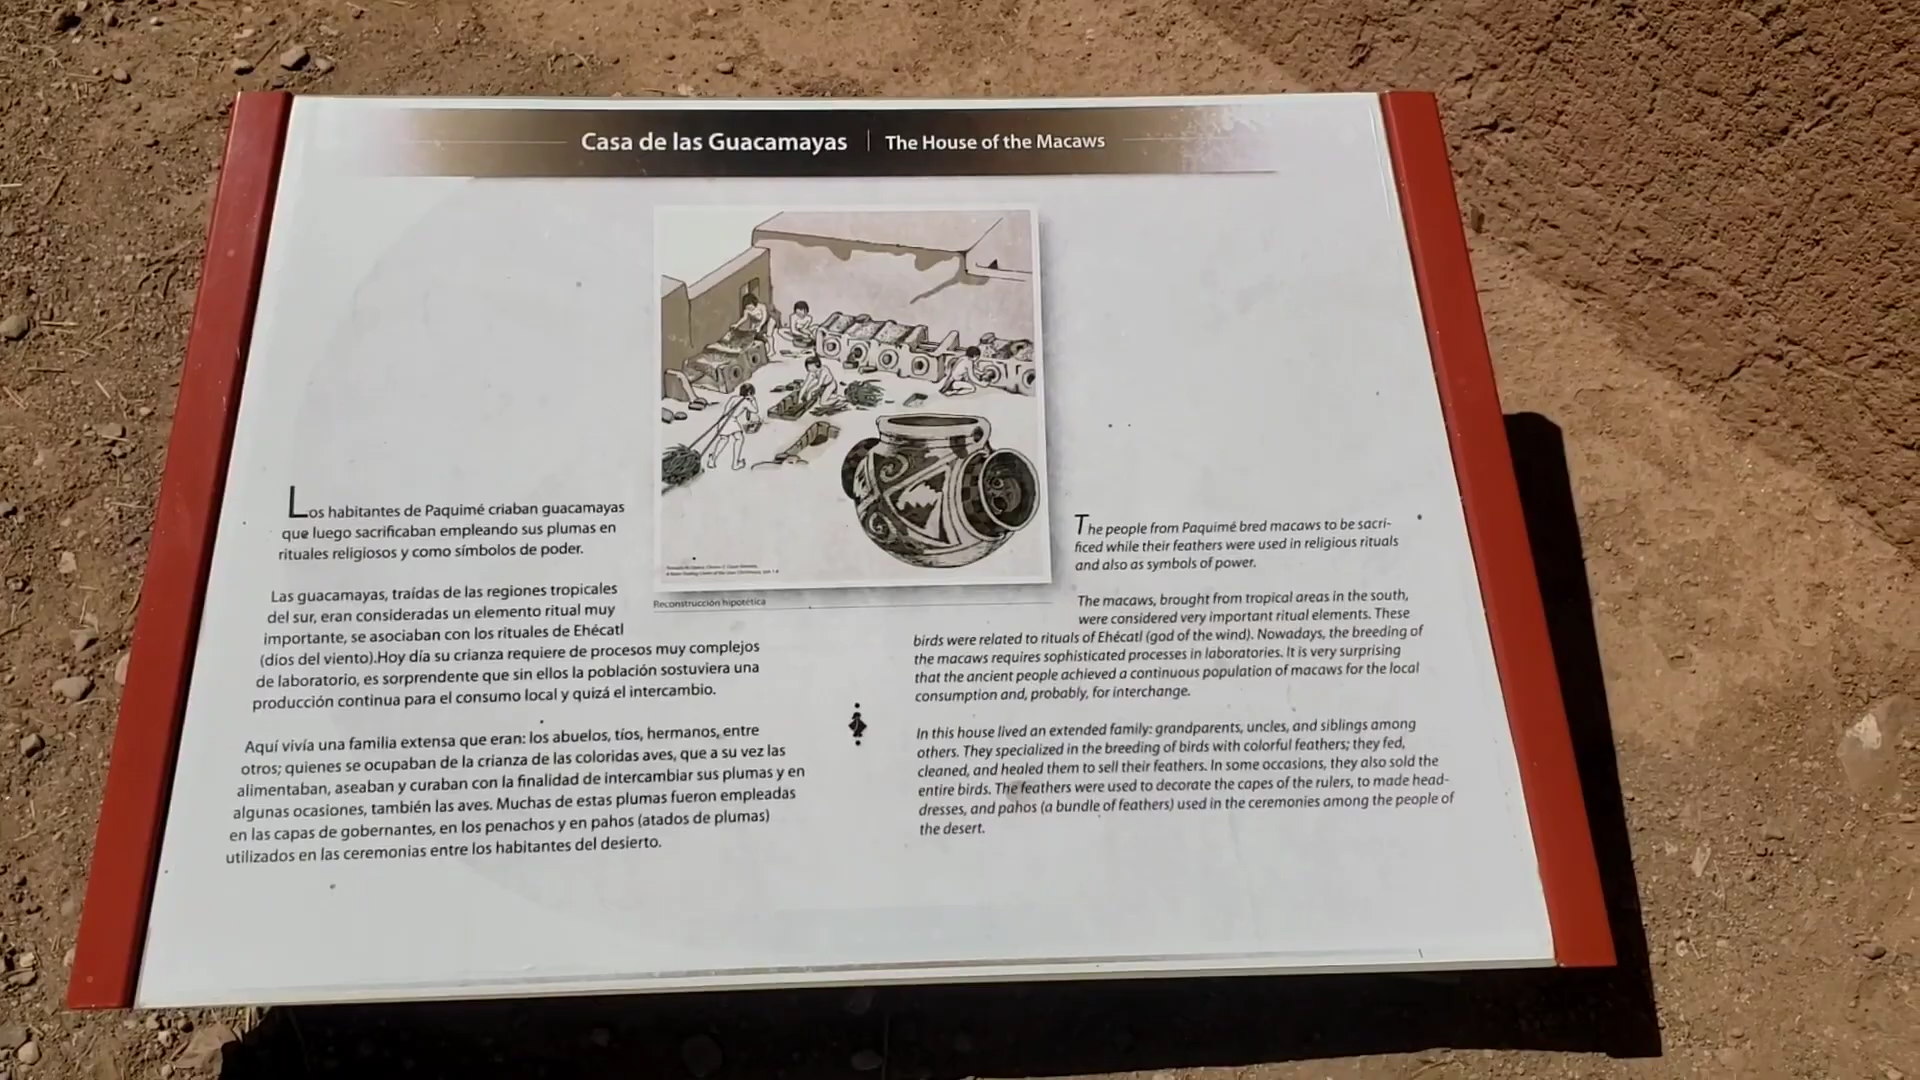 Casa de las Guacamayas | The House of the Macaws
Los habitantes de Paquimé criaban guacamayas
que luego sacrificaban empleando sus plumas en
rituales religiosos y como símbolos de poder.
Las guacamayas, traídas de las regiones tropicales
del sur, eran consideradas un elemento ritual muy
importante, se asociaban con los rituales de Ehécatl
(dios del viento).Hoy día su crianza requiere de procesos muy complejos
de laboratorio, es sorprendente que sin ellos la población sostuviera una
producción continua para el consumo local y quizá el intercambio.
Aquí vivía una familia extensa que eran: los abuelos, tíos, hermanos, entre
otros; quienes se ocupaban de la crianza de las coloridas aves, que a su vez las
alimentaban, aseaban y curaban con la finalidad de intercambiar sus plumas y en
algunas ocasiones, también las aves. Muchas de estas plumas fueron empleadas
en las capas de gobernantes, en los penachos y en pahos (atados de plumas)
utilizados en las ceremonias entre los habitantes del desierto.
Reconstrucción hipotética
The people from Paquimé bred macaws to be sacri-
ficed while their feathers were used in religious rituals
and also as symbols of power.
The macaws, brought from tropical areas in the south,
were considered very important ritual elements. These
birds were related to rituals of Ehécatl (god of the wind). Nowadays, the breeding of
the macaws requires sophisticated processes in laboratories. It is very surprising
that the ancient people achieved a continuous population of macaws for the local
consumption and, probably, for interchange.
In this house lived an extended family: grandparents, uncles, and siblings among
others. They specialized in the breeding of birds with colorful feathers; they fed,
cleaned, and healed them to sell their feathers. In some occasions, they also sold the
entire birds. The feathers were used to decorate the capes of the rulers, to made head-
dresses, and pahos (a bundle of feathers) used in the ceremonies among the people of
the desert.